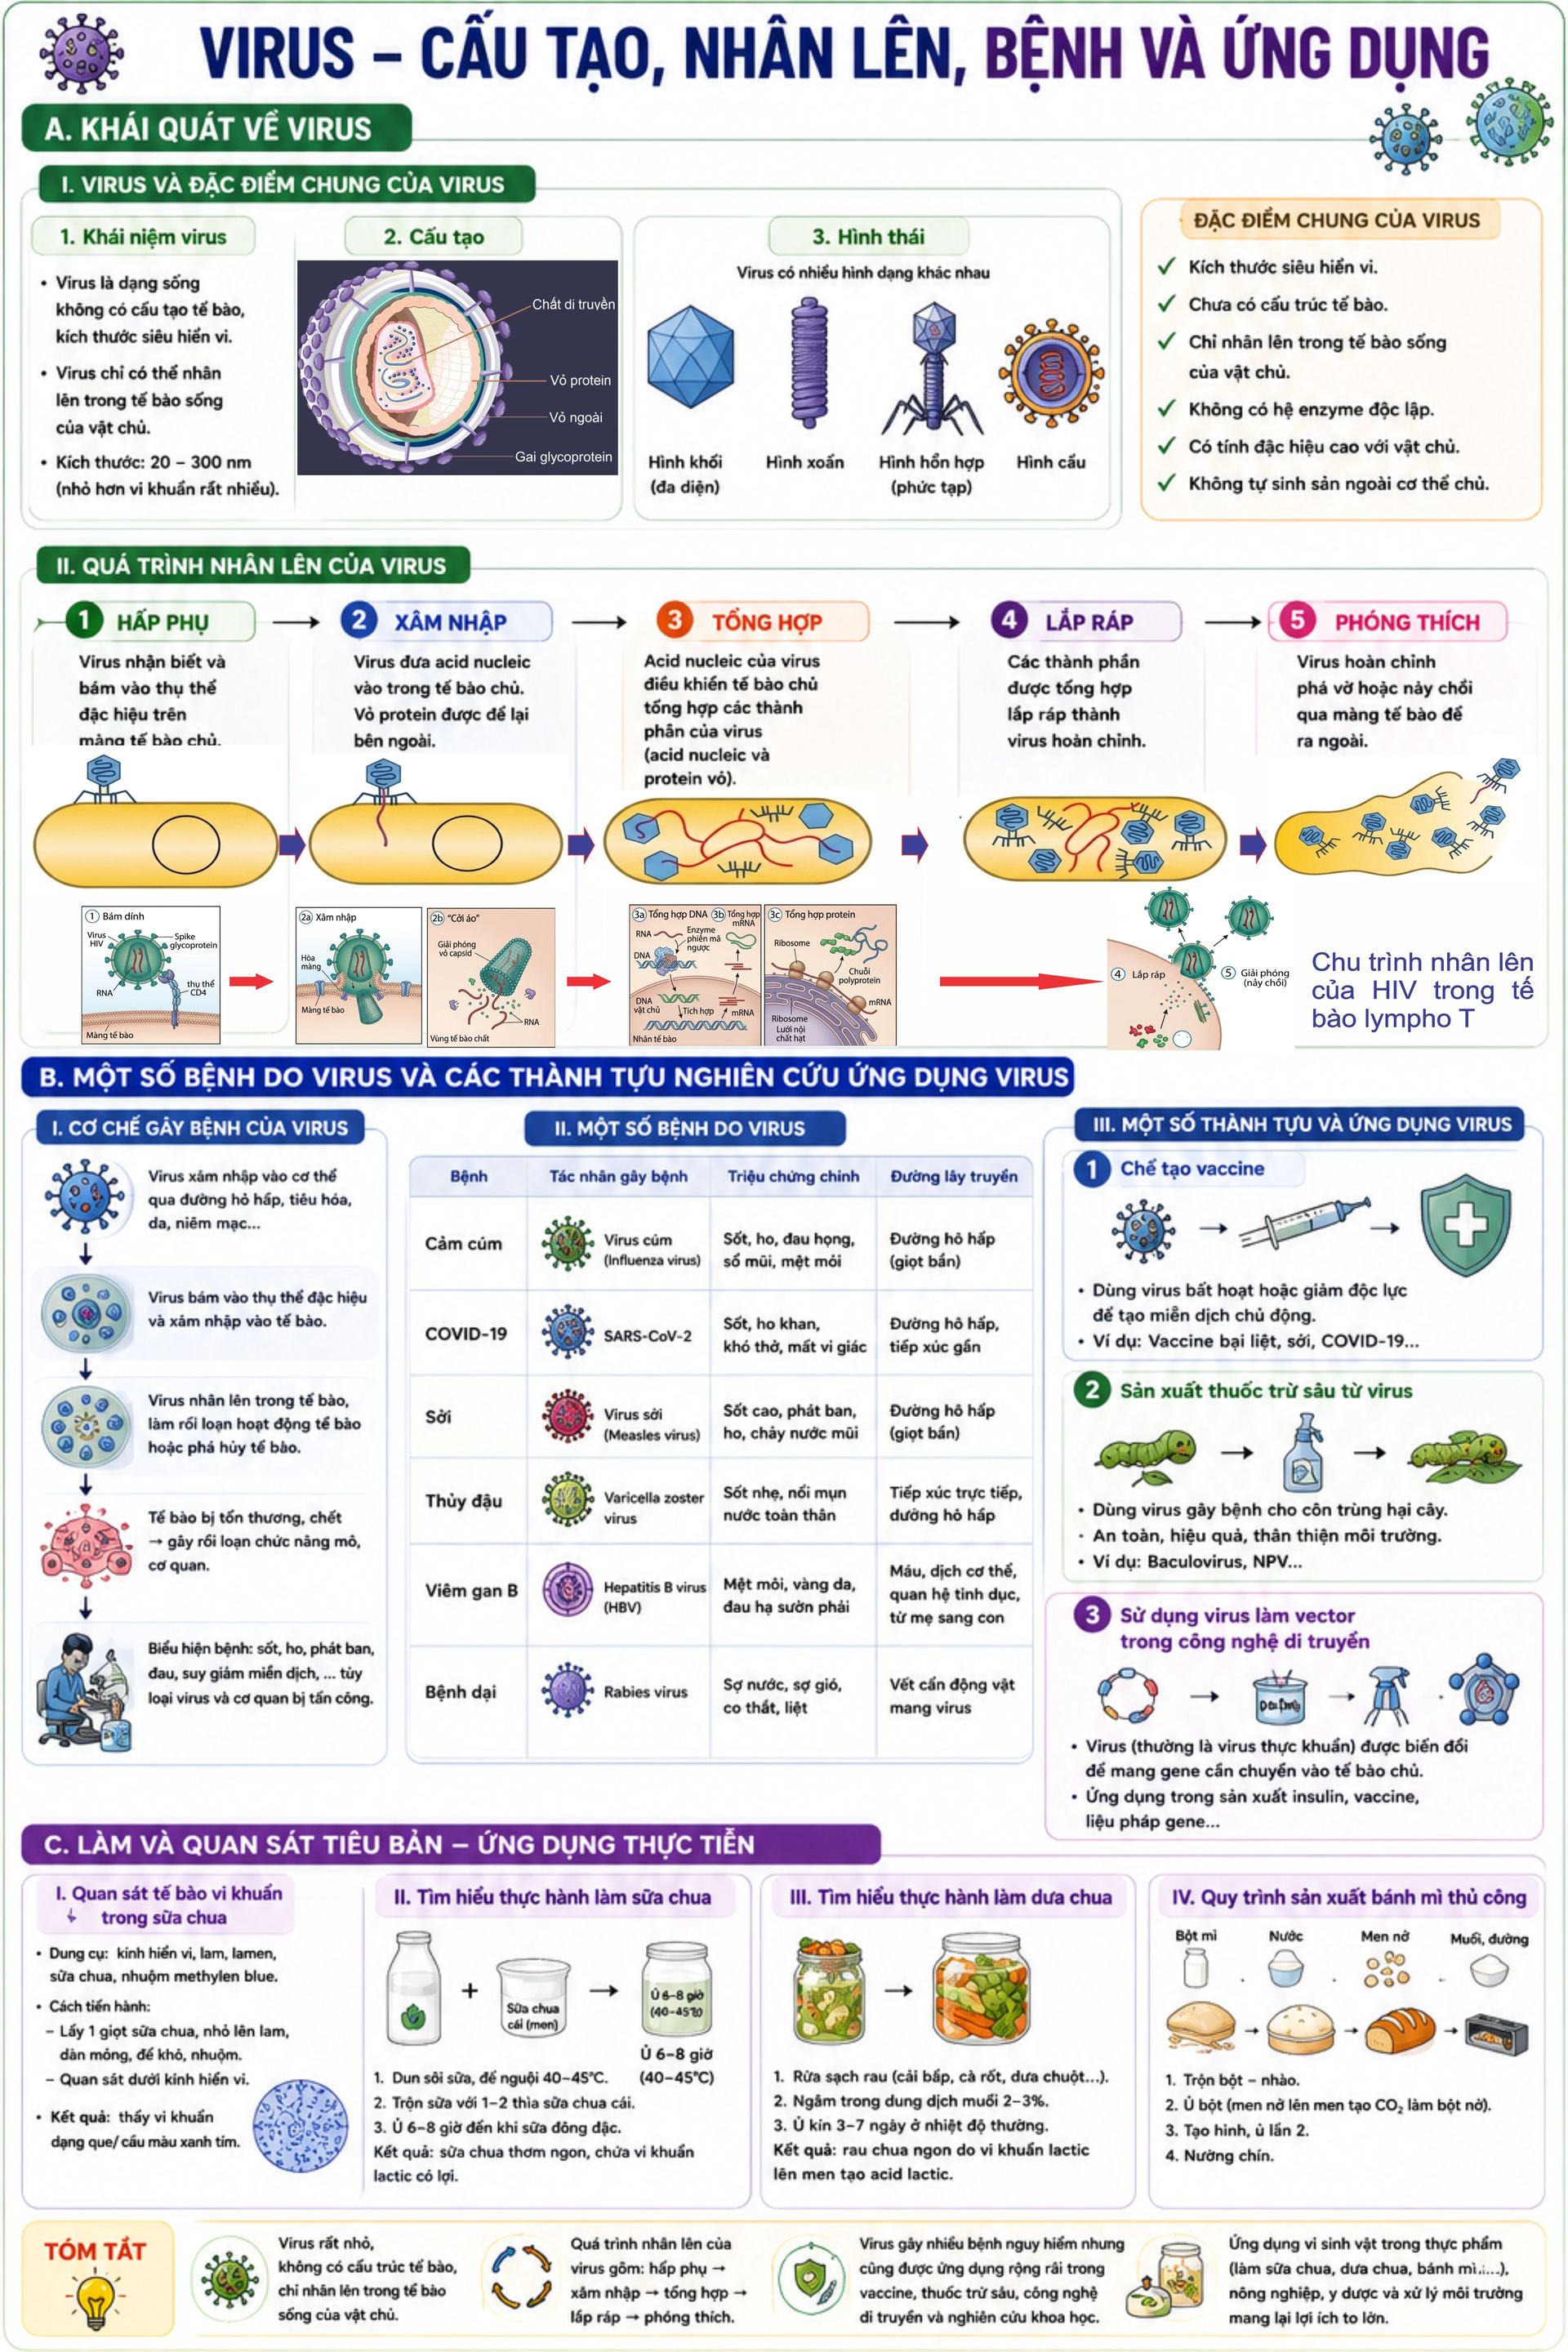 VIRUS – CẤU TẠO, NHÂN LÊN, BỆNH VÀ ỨNG DỤNG
A. KHÁI QUÁT VỀ VIRUS
I. VIRUS VÀ ĐẶC ĐIỂM CHUNG CỦA VIRUS
1. Khái niệm virus
• Virus là dạng sống
không có cấu tạo tế bào,
kích thước siêu hiển vi.
• Virus chỉ có thể nhân
lên trong tế bào sống
của vật chủ.
• Kích thước: 20 – 300 nm
(nhỏ hơn vi khuẩn rất nhiều).
2. Cấu tạo
Chất di truyền
Vỏ protein
Vỏ ngoài
Gai glycoprotein
3. Hình thái
Virus có nhiều hình dạng khác nhau
Hình khối
(đa diện)
Hình xoắn
Hình hỗn hợp
(phức tạp)
Hình cầu
ĐẶC ĐIỂM CHUNG CỦA VIRUS
✓ Kích thước siêu hiển vi.
✓ Chưa có cấu trúc tế bào.
✓ Chỉ nhân lên trong tế bào sống
của vật chủ.
✓ Không có hệ enzyme độc lập.
✓ Có tính đặc hiệu cao với vật chủ.
✓ Không tự sinh sản ngoài cơ thể chủ.
II. QUÁ TRÌNH NHÂN LÊN CỦA VIRUS
1 HẤP PHỤ
Virus nhận biết và
bám vào thụ thể
đặc hiệu trên
màng tế bào chủ.
2 XÂM NHẬP
Virus đưa acid nucleic
vào trong tế bào chủ.
Vỏ protein được để lại
bên ngoài.
3 TỔNG HỢP
Acid nucleic của virus
điều khiển tế bào chủ
tổng hợp các thành
phần của virus
(acid nucleic và
protein vỏ).
4 LẮP RÁP
Các thành phần
được tổng hợp
lắp ráp thành
virus hoàn chỉnh.
5 PHÓNG THÍCH
Virus hoàn chỉnh
phá vỡ hoặc nảy chồi
qua màng tế bào để
ra ngoài.
1 Bám dính
Virus
HIV
Spike
glycoprotein
RNA
thụ thể
CD4
Màng tế bào
2a Xâm nhập
Hòa
màng
Màng tế bào
2b "Cởi áo"
Giải phóng
vỏ capsid
RNA
Vùng tế bào chất
3a Tổng hợp DNA
RNA
Enzyme
phiên mã
ngược
DNA
3b Tổng hợp
mRNA
DNA
vật chủ
Tích hợp
mRNA
Nhân tế bào
3c Tổng hợp protein
Ribosome
Chuỗi
polyprotein
mRNA
Ribosome
Lưới nội
chất hạt
4 Lắp ráp
5 Giải phóng
(nảy chồi)
Chu trình nhân lên
của HIV trong tế
bào lympho T
B. MỘT SỐ BỆNH DO VIRUS VÀ CÁC THÀNH TỰU NGHIÊN CỨU ỨNG DỤNG VIRUS
I. CƠ CHẾ GÂY BỆNH CỦA VIRUS
Virus xâm nhập vào cơ thể
qua đường hô hấp, tiêu hóa,
da, niêm mạc...
Virus bám vào thụ thể đặc hiệu
và xâm nhập vào tế bào.
Virus nhân lên trong tế bào,
làm rối loạn hoạt động tế bào
hoặc phá hủy tế bào.
Tế bào bị tổn thương, chết
→ gây rối loạn chức năng mô,
cơ quan.
Biểu hiện bệnh: sốt, ho, phát ban,
đau, suy giảm miễn dịch, ... tùy
loại virus và cơ quan bị tấn công.
II. MỘT SỐ BỆNH DO VIRUS
Bệnh
Tác nhân gây bệnh
Triệu chứng chính
Đường lây truyền
Cảm cúm
Virus cúm
(Influenza virus)
Sốt, ho, đau họng,
sổ mũi, mệt mỏi
Đường hô hấp
(giọt bắn)
COVID-19
SARS-CoV-2
Sốt, ho khan,
khó thở, mất vị giác
Đường hô hấp,
tiếp xúc gần
Sởi
Virus sởi
(Measles virus)
Sốt cao, phát ban,
ho, chảy nước mũi
Đường hô hấp
(giọt bắn)
Thủy đậu
Varicella zoster
virus
Sốt nhẹ, nổi mụn
nước toàn thân
Tiếp xúc trực tiếp,
đường hô hấp
Viêm gan B
Hepatitis B virus
(HBV)
Mệt mỏi, vàng da,
đau hạ sườn phải
Máu, dịch cơ thể,
quan hệ tình dục,
từ mẹ sang con
Bệnh dại
Rabies virus
Sợ nước, sợ gió,
co thắt, liệt
Vết cắn động vật
mang virus
III. MỘT SỐ THÀNH TỰU VÀ ỨNG DỤNG VIRUS
1 Chế tạo vaccine
• Dùng virus bất hoạt hoặc giảm độc lực
để tạo miễn dịch chủ động.
• Ví dụ: Vaccine bại liệt, sởi, COVID-19...
2 Sản xuất thuốc trừ sâu từ virus
• Dùng virus gây bệnh cho côn trùng hại cây.
• An toàn, hiệu quả, thân thiện môi trường.
• Ví dụ: Baculovirus, NPV...
3 Sử dụng virus làm vector
trong công nghệ di truyền
• Virus (thường là virus thực khuẩn) được biến đổi
để mang gene cần chuyển vào tế bào chủ.
• Ứng dụng trong sản xuất insulin, vaccine,
liệu pháp gene...
C. LÀM VÀ QUAN SÁT TIÊU BẢN – ỨNG DỤNG THỰC TIỄN
I. Quan sát tế bào vi khuẩn
trong sữa chua
• Dung cụ: kính hiển vi, lam, lamen,
sữa chua, nhuộm methylen blue.
• Cách tiến hành:
– Lấy 1 giọt sữa chua, nhỏ lên lam,
dàn mỏng, để khô, nhuộm.
– Quan sát dưới kính hiển vi.
• Kết quả: thấy vi khuẩn
dạng que/ cầu màu xanh tím.
II. Tìm hiểu thực hành làm sữa chua
+
Sữa chua
cái (men)
Ủ 6-8 giờ
Ủ 6–8 giờ
(40–45°C)
1. Dun sôi sữa, để nguội 40–45°C.
2. Trộn sữa với 1–2 thìa sữa chua cái.
3. Ủ 6–8 giờ đến khi sữa đông đặc.
Kết quả: sữa chua thơm ngon, chứa vi khuẩn
lactic có lợi.
III. Tìm hiểu thực hành làm dưa chua
1. Rửa sạch rau (cải bắp, cà rốt, dưa chuột...).
2. Ngâm trong dung dịch muối 2–3%.
3. Ủ kín 3–7 ngày ở nhiệt độ thường.
Kết quả: rau chua ngon do vi khuẩn lactic
lên men tạo acid lactic.
IV. Quy trình sản xuất bánh mì thủ công
Bột mì
Nước
Men nở
Muối, đường
1. Trộn bột – nhào.
2. Ủ bột (men nở lên men tạo CO₂ làm bột nở).
3. Tạo hình, ủ lần 2.
4. Nướng chín.
TÓM TẮT
Virus rất nhỏ,
không có cấu trúc tế bào,
chỉ nhân lên trong tế bào
sống của vật chủ.
Quá trình nhân lên của
virus gồm: hấp phụ →
xâm nhập → tổng hợp →
lắp ráp → phóng thích.
Virus gây nhiều bệnh nguy hiểm nhưng
cũng được ứng dụng rộng rãi trong
vaccine, thuốc trừ sâu, công nghệ
di truyền và nghiên cứu khoa học.
Ứng dụng vi sinh vật trong thực phẩm
(làm sữa chua, dưa chua, bánh mì...),
nông nghiệp, y dược và xử lý môi trường
mang lại lợi ích to lớn.